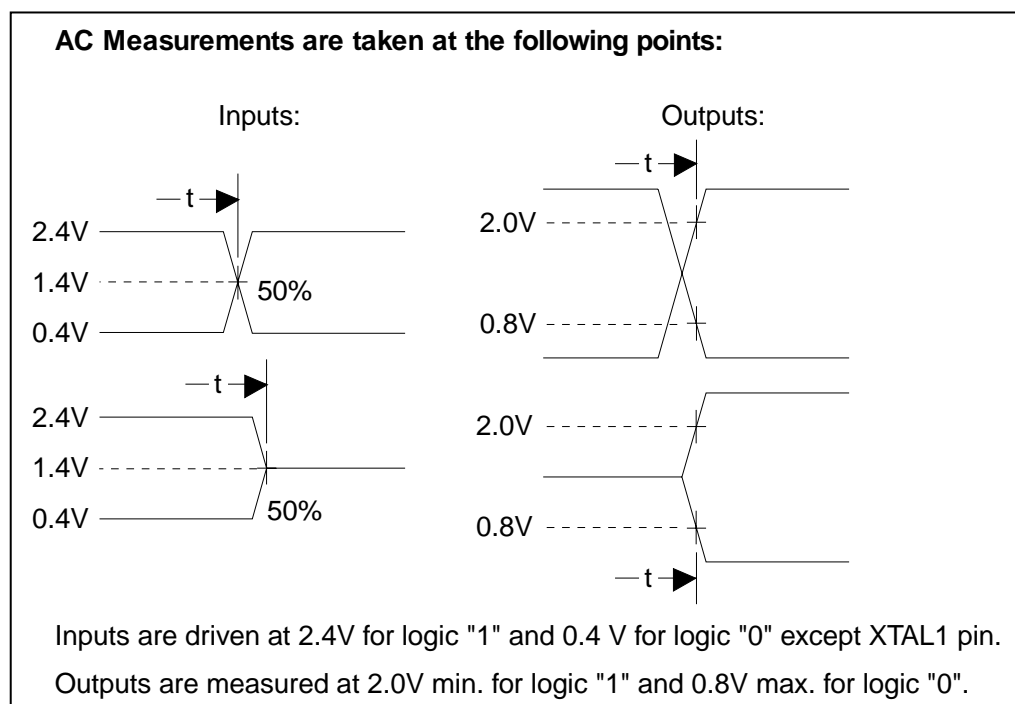 AC Measurements are taken at the following points:
Inputs:
t
2.4V
1.4V
50%
0.4V
t
2.4V
1.4V
50%
0.4V
Outputs:
t
2.0V
0.8V
2.0V
0.8V
t
Inputs are driven at 2.4V for logic "1" and 0.4 V for logic "0" except XTAL1 pin.
Outputs are measured at 2.0V min. for logic "1" and 0.8V max. for logic "0".